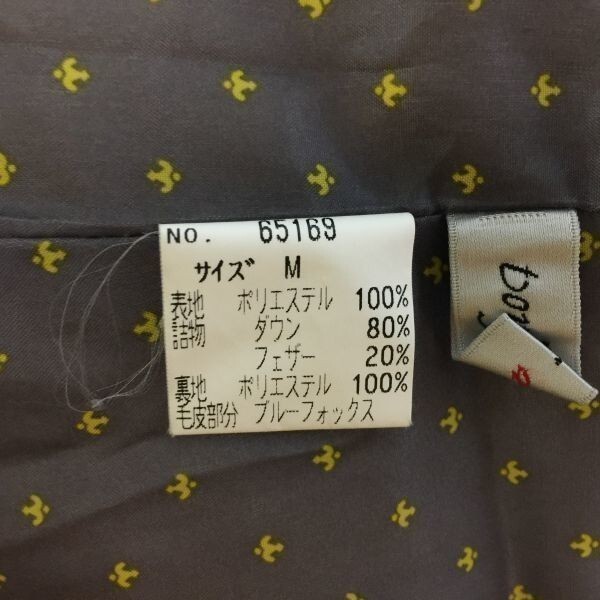 NO. 65169
サイズ M
表地 ポリエステル 100%
詰物 ダウン 80%
フェザー 20%
裏地 ポリエステル 100%
毛皮部分 ブルーフォックス